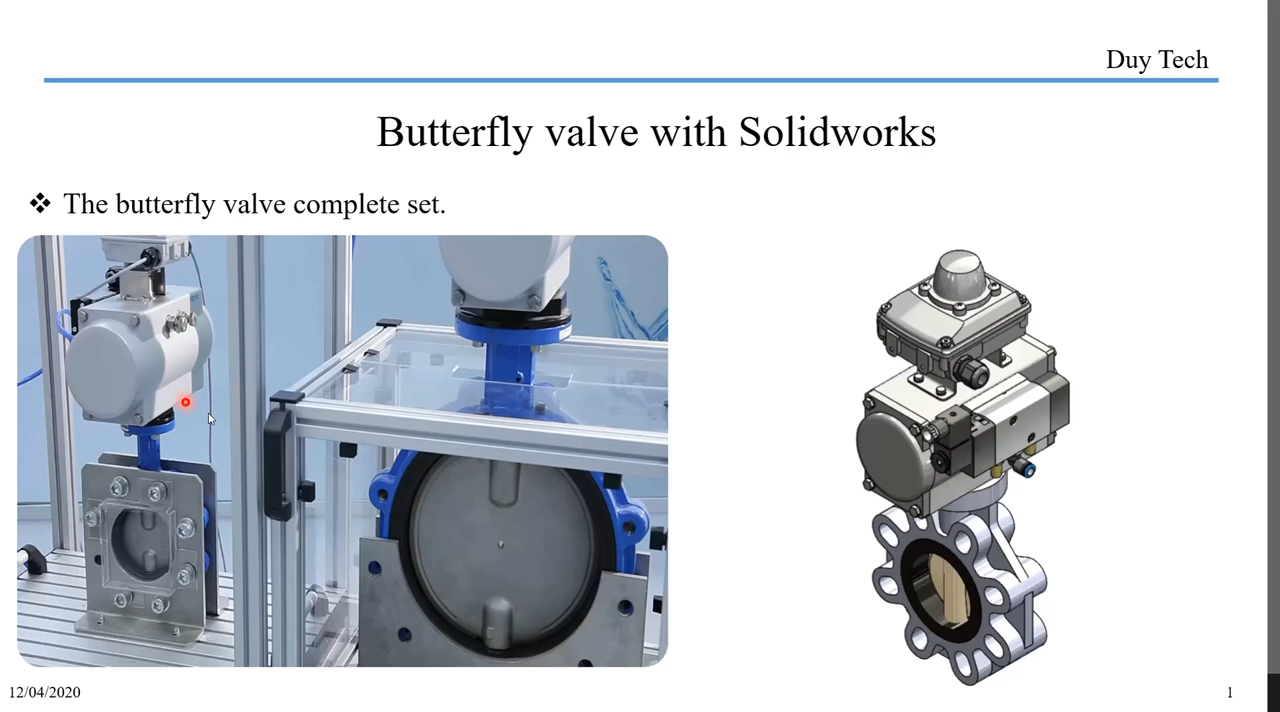 Duy Tech
Butterfly valve with Solidworks
❖ The butterfly valve complete set.
12/04/2020
1